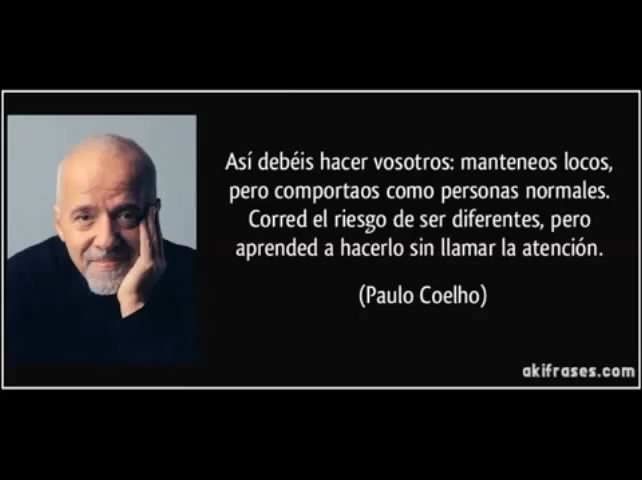 Así debéis hacer vosotros: manteneos locos,
pero comportaos como personas normales.
Corred el riesgo de ser diferentes, pero
aprended a hacerlo sin llamar la atención.
(Paulo Coelho)
akifrases.com